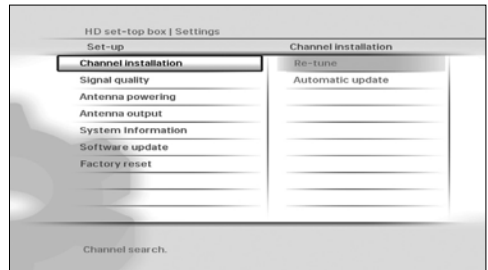 HD set-top box | Settings
Set-up
Channel installation
Channel installation
Re-tune
Signal quality
Automatic update
Antenna powering
Antenna output
System Information
Software update
Factory reset
Channel search.